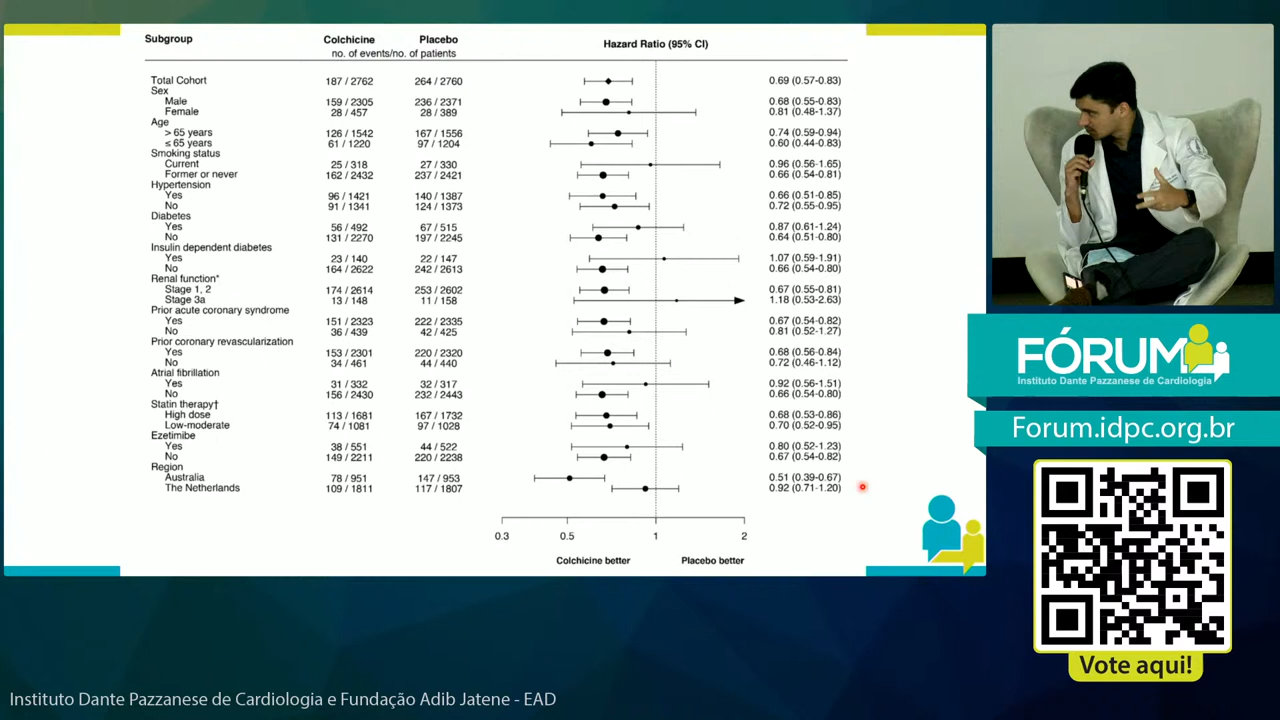 Subgroup Colchicine Placebo Hazard Ratio (95% CI)
no. of events/no. of patients
Total Cohort 187 / 2762 264 / 2760 0.69 (0.57-0.83)
Sex
Male 159 / 2305 236 / 2371 0.68 (0.55-0.83)
Female 28 / 457 28 / 389 0.81 (0.48-1.37)
Age
> 65 years 126 / 1542 167 / 1556 0.74 (0.59-0.94)
≤ 65 years 61 / 1220 97 / 1204 0.60 (0.44-0.83)
Smoking status
Current 25 / 318 27 / 330 0.96 (0.56-1.65)
Former or never 162 / 2432 237 / 2421 0.66 (0.54-0.81)
Hypertension
Yes 96 / 1421 140 / 1387 0.66 (0.51-0.85)
No 91 / 1341 124 / 1373 0.72 (0.55-0.95)
Diabetes
Yes 56 / 492 67 / 515 0.87 (0.61-1.24)
No 131 / 2270 197 / 2245 0.64 (0.51-0.80)
Insulin dependent diabetes
Yes 23 / 140 22 / 147 1.07 (0.59-1.91)
No 164 / 2622 242 / 2613 0.66 (0.54-0.80)
Renal function*
Stage 1, 2 174 / 2614 253 / 2602 0.67 (0.55-0.81)
Stage 3a 13 / 148 11 / 158 1.18 (0.53-2.63)
Prior acute coronary syndrome
Yes 151 / 2323 222 / 2335 0.67 (0.54-0.82)
No 36 / 439 42 / 425 0.81 (0.52-1.27)
Prior coronary revascularization
Yes 153 / 2301 220 / 2320 0.68 (0.56-0.84)
No 34 / 461 44 / 440 0.72 (0.46-1.12)
Atrial fibrillation
Yes 31 / 332 32 / 317 0.92 (0.56-1.51)
No 156 / 2430 232 / 2443 0.66 (0.54-0.80)
Statin therapy†
High dose 113 / 1681 167 / 1732 0.68 (0.53-0.86)
Low-moderate 74 / 1081 97 / 1028 0.70 (0.52-0.95)
Ezetimibe
Yes 38 / 551 44 / 522 0.80 (0.52-1.23)
No 149 / 2211 220 / 2238 0.67 (0.54-0.82)
Region
Australia 78 / 951 147 / 953 0.51 (0.39-0.67)
The Netherlands 109 / 1811 117 / 1807 0.92 (0.71-1.20)
0.3 0.5 1 2
Colchicine better Placebo better
FÓRUM
Instituto Dante Pazzanese de Cardiologia
Forum.idpc.org.br
Vote aqui!
Instituto Dante Pazzanese de Cardiologia e Fundação Adib Jatene - EAD